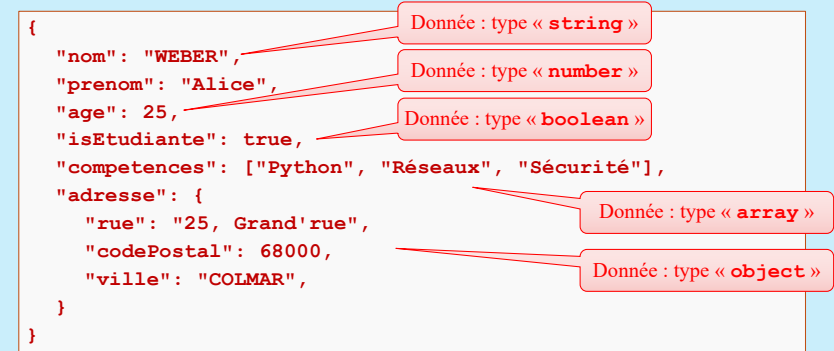 {
"nom": "WEBER",
"prenom": "Alice",
"age": 25,
"isEtudiante": true,
"competences": ["Python", "Réseaux", "Sécurité"],
"adresse": {
"rue": "25, Grand'rue",
"codePostal": 68000,
"ville": "COLMAR",
}
}
Donnée : type « string »
Donnée : type « number »
Donnée : type « boolean »
Donnée : type « array »
Donnée : type « object »